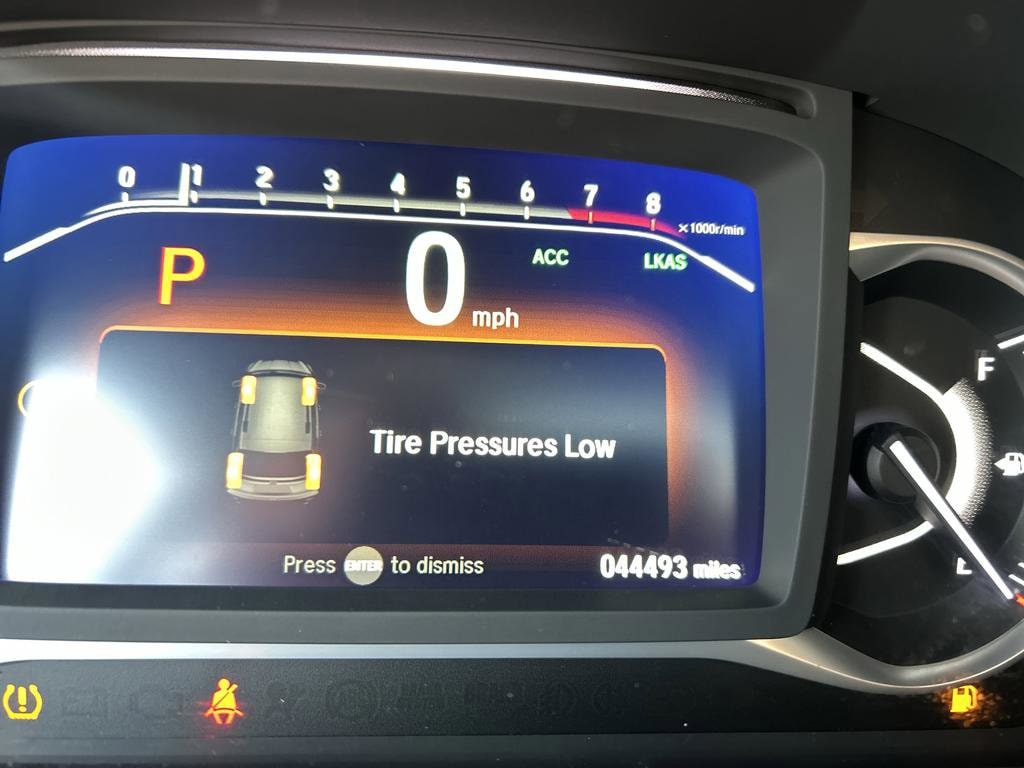 0 1 2 3 4 5 6 7 8
×1000r/min
P 0 mph ACC LKAS
F
Tire Pressures Low
E
Press ENTER to dismiss
044493 miles